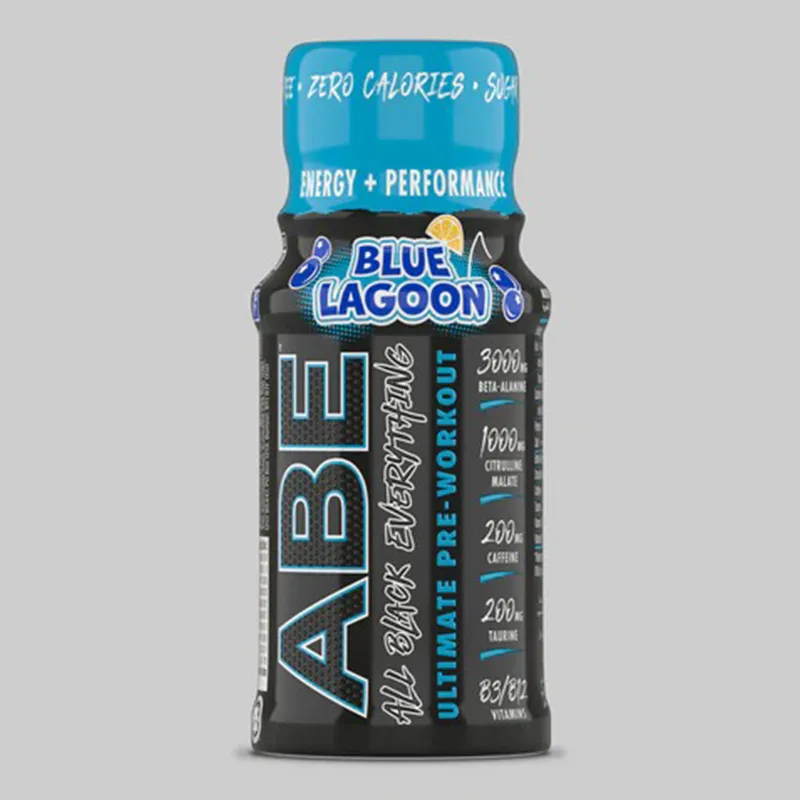 • ZERO CALORIES •
ENERGY + PERFORMANCE
BLUE
LAGOON
ABE
ALL BLACK EVERYTHING
ULTIMATE PRE-WORKOUT
3000MG
BETA-ALANINE
1000MG
CITRULLINE
MALATE
200MG
CAFFEINE
200MG
TAURINE
B3/B12
VITAMINS